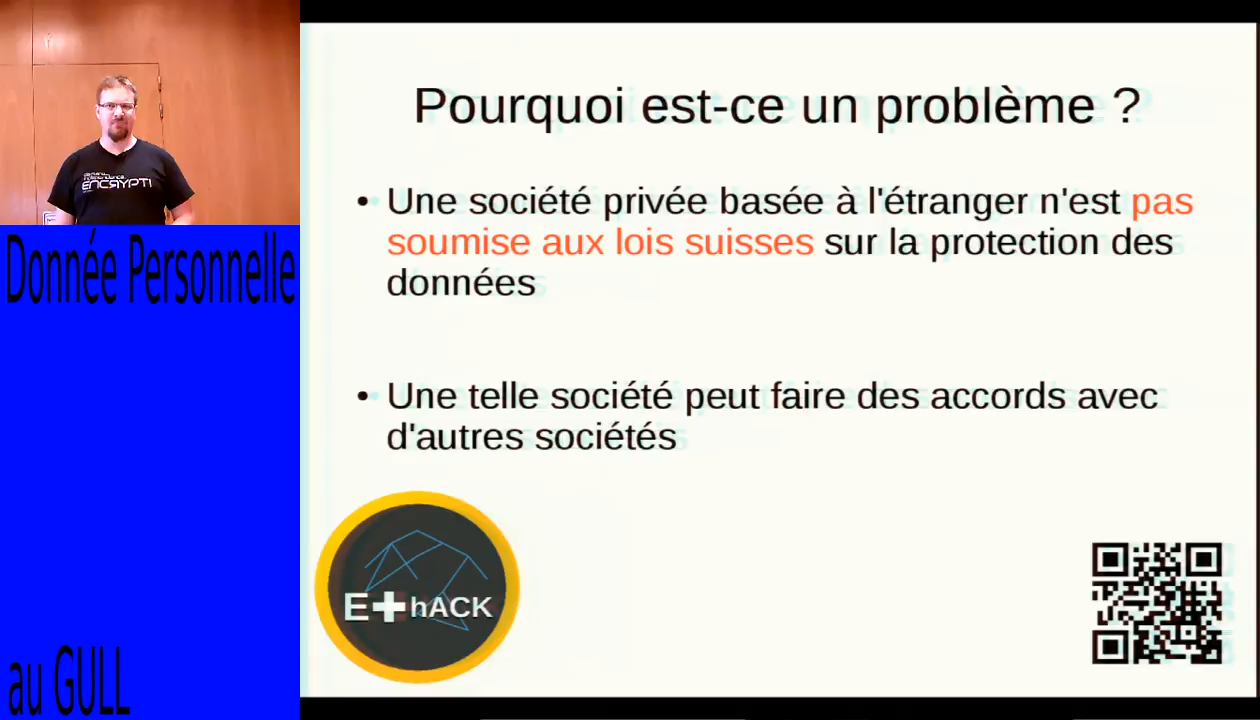 ENCRYPT!
Donnée Personnelle
au GULL
Pourquoi est-ce un problème ?
• Une société privée basée à l'étranger n'est pas
soumise aux lois suisses sur la protection des
données
• Une telle société peut faire des accords avec
d'autres sociétés
E+hACK